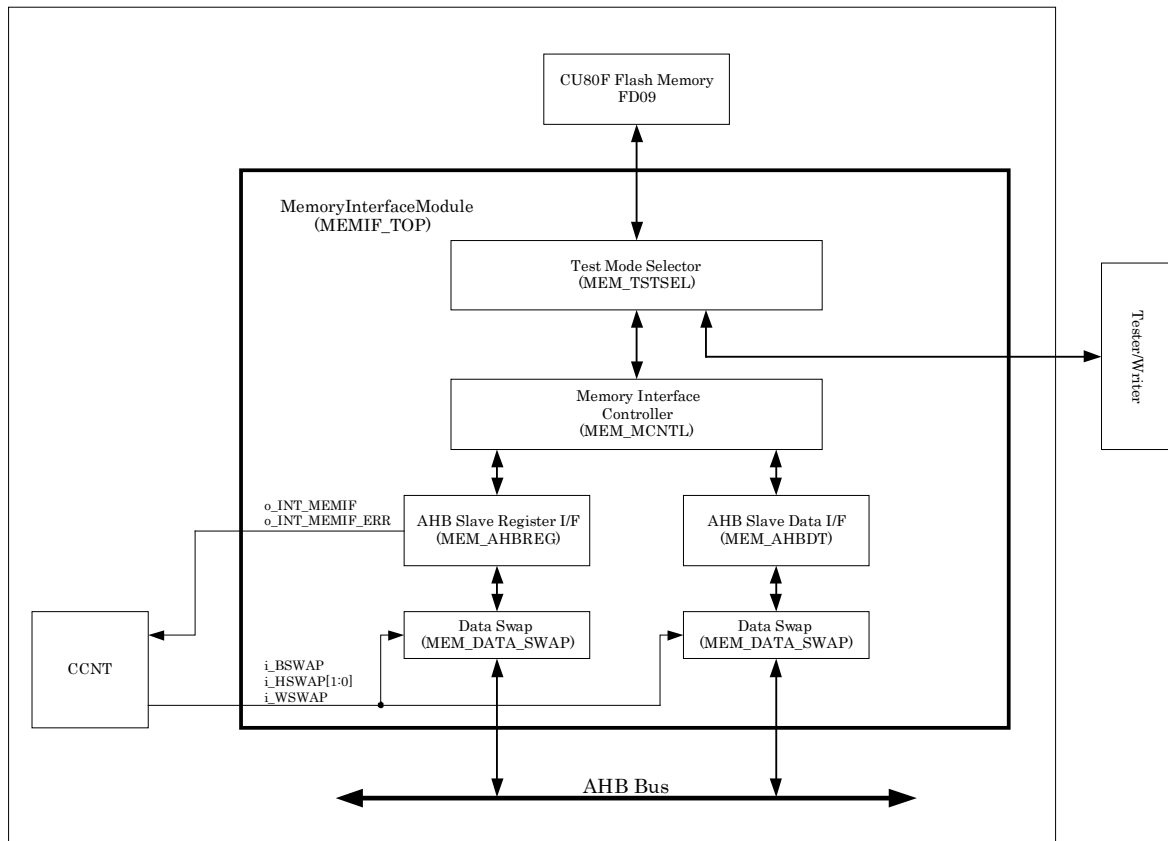 CU80F Flash Memory
FD09
MemoryInterfaceModule
(MEMIF_TOP)
Test Mode Selector
(MEM_TSTSEL)
Tester/Writer
Memory Interface
Controller
(MEM_MCNTL)
o_INT_MEMIF
o_INT_MEMIF_ERR
AHB Slave Register I/F
(MEM_AHBREG)
AHB Slave Data I/F
(MEM_AHBDT)
Data Swap
(MEM_DATA_SWAP)
Data Swap
(MEM_DATA_SWAP)
CCNT
i_BSWAP
i_HSWAP[1:0]
i_WSWAP
AHB Bus